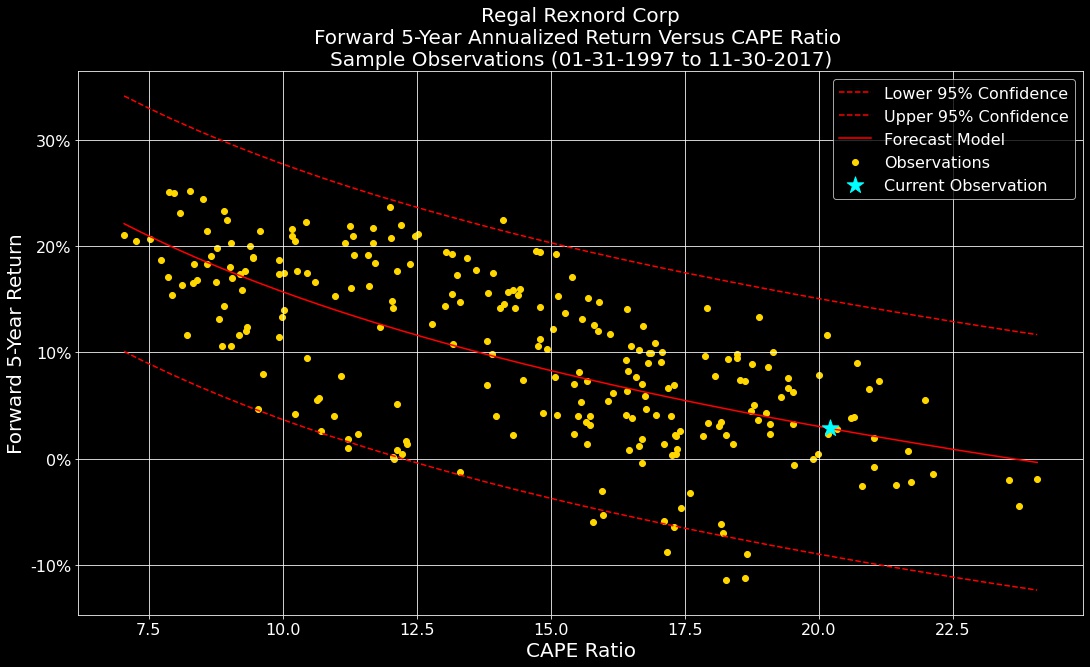 Regal Rexnord Corp
Forward 5-Year Annualized Return Versus CAPE Ratio
Sample Observations (01-31-1997 to 11-30-2017)
Lower 95% Confidence
Upper 95% Confidence
Forecast Model
Observations
Current Observation
Forward 5-Year Return
30%
20%
10%
0%
-10%
7.5 10.0 12.5 15.0 17.5 20.0 22.5
CAPE Ratio